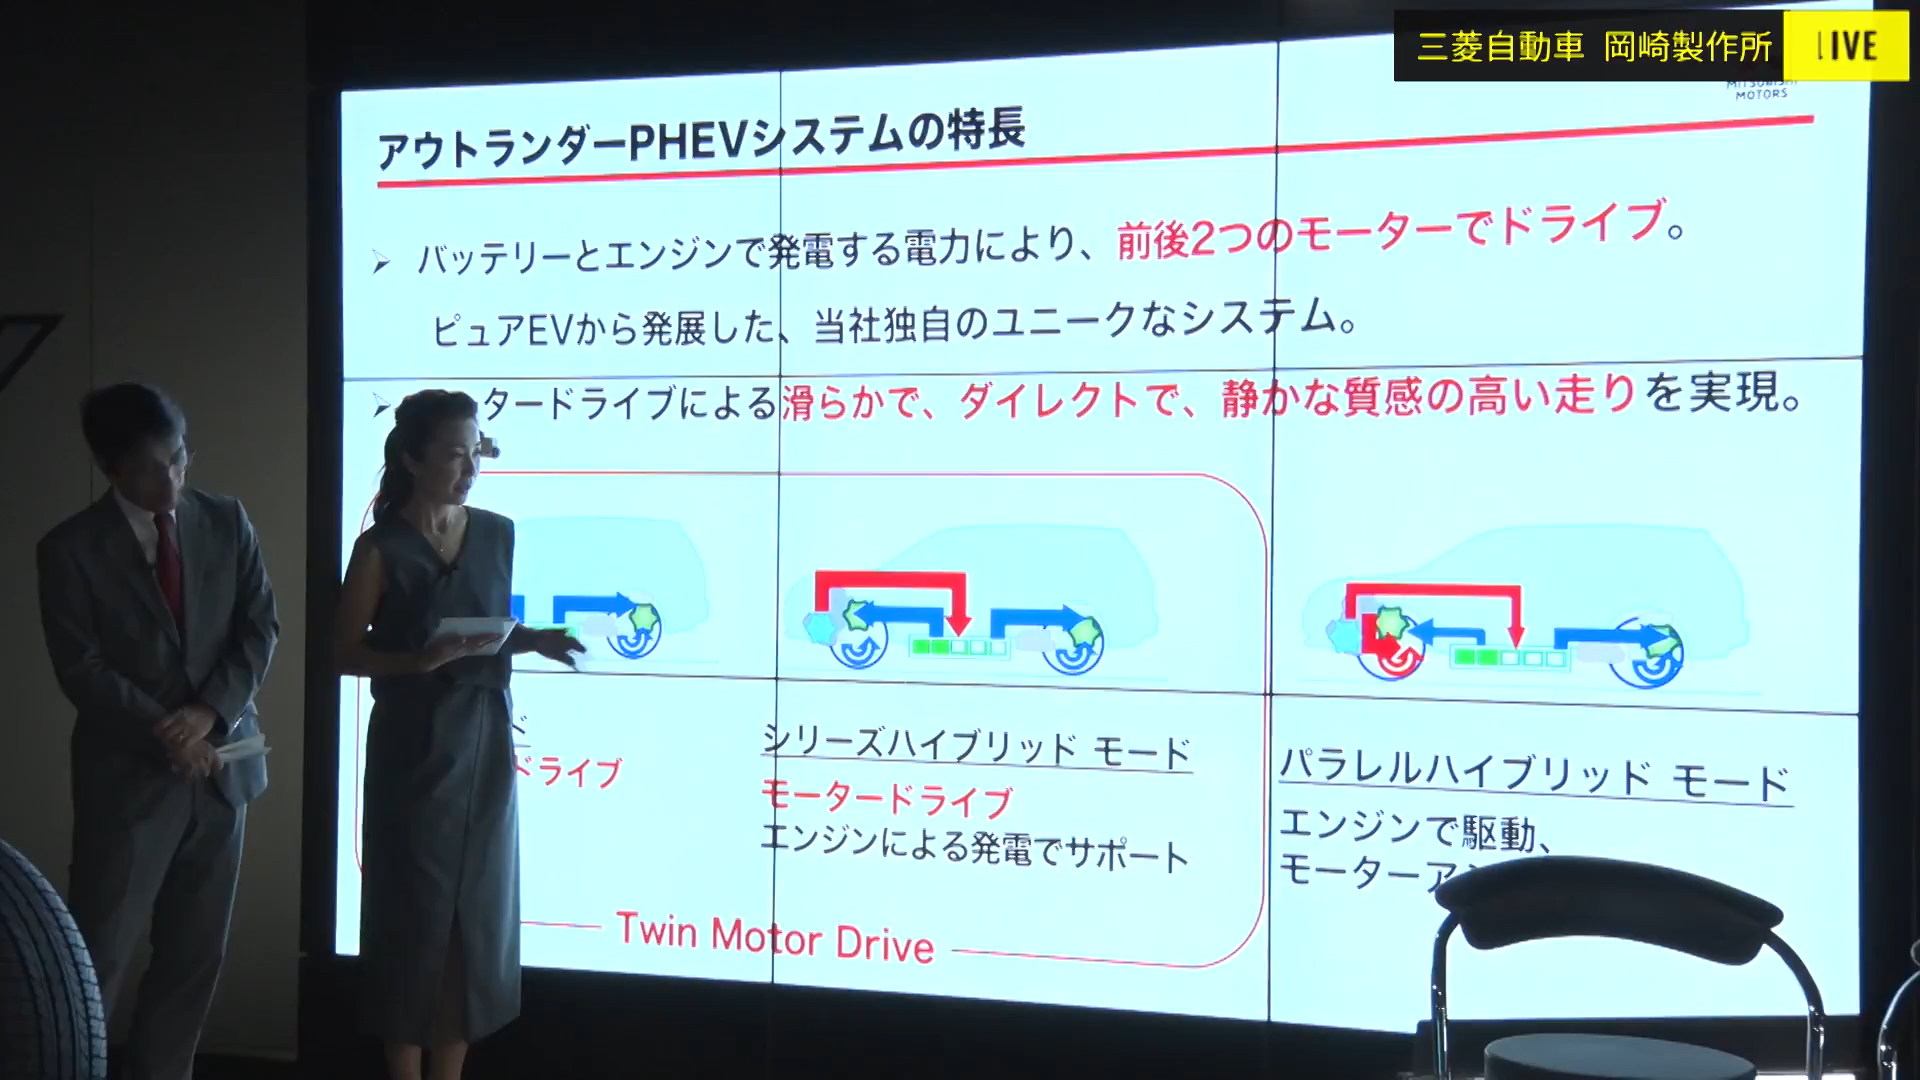 三菱自動車 岡崎製作所
LIVE
MOTORS
アウトランダーPHEVシステムの特長
バッテリーとエンジンで発電する電力により、前後2つのモーターでドライブ。
ピュアEVから発展した、当社独自のユニークなシステム。
タードライブによる滑らかで、ダイレクトで、静かな質感の高い走りを実現。
ド
ドライブ
シリーズハイブリッド モード
モータードライブ
エンジンによる発電でサポート
パラレルハイブリッド モード
エンジンで駆動、
モーターア
Twin Motor Drive